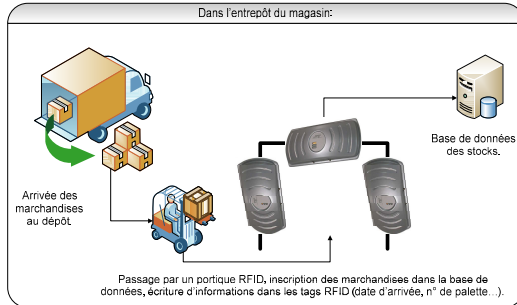 Dans l'entrepôt du magasin:
Base de données
des stocks.
Arrivée des
marchandises
au dépôt.
Passage par un portique RFID, inscription des marchandises dans la base de
données, écriture d'informations dans les tags RFID (date d'arrivée, n° de palette…).